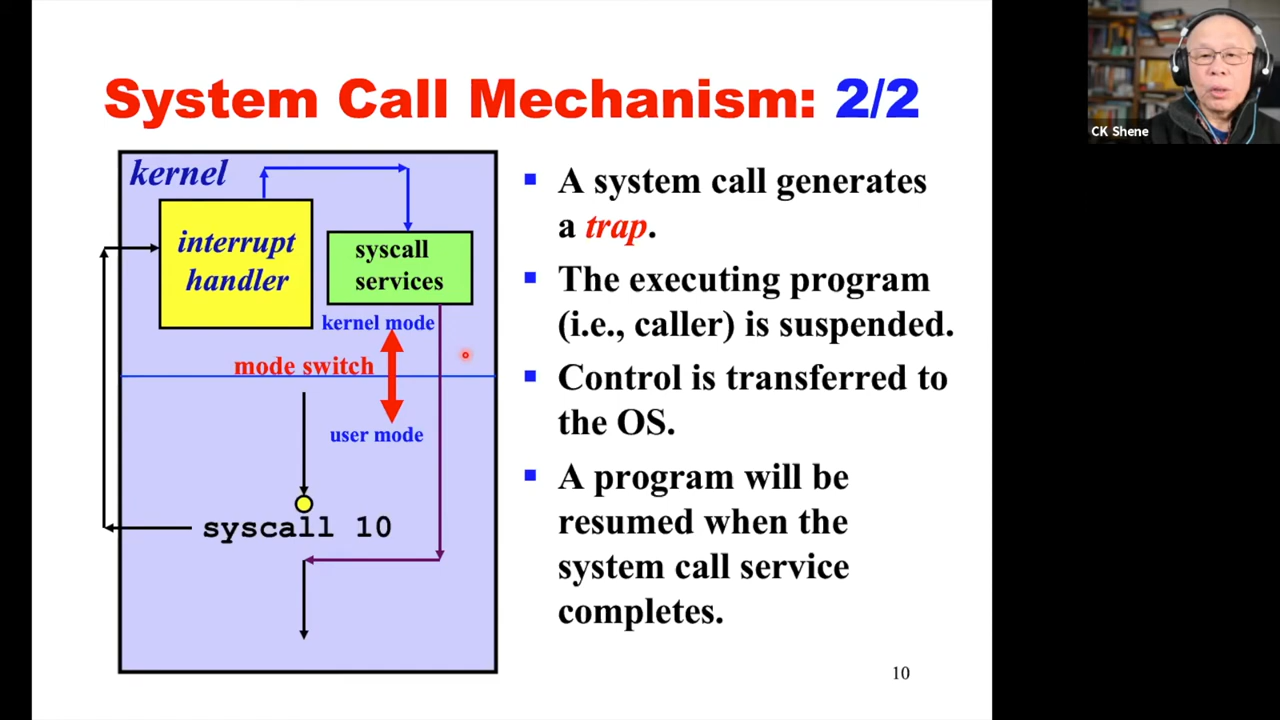 System Call Mechanism: 2/2
CK Shene
kernel
interrupt
handler
syscall
services
kernel mode
mode switch
user mode
syscall 10
▪ A system call generates
a trap.
▪ The executing program
(i.e., caller) is suspended.
▪ Control is transferred to
the OS.
▪ A program will be
resumed when the
system call service
completes.
10